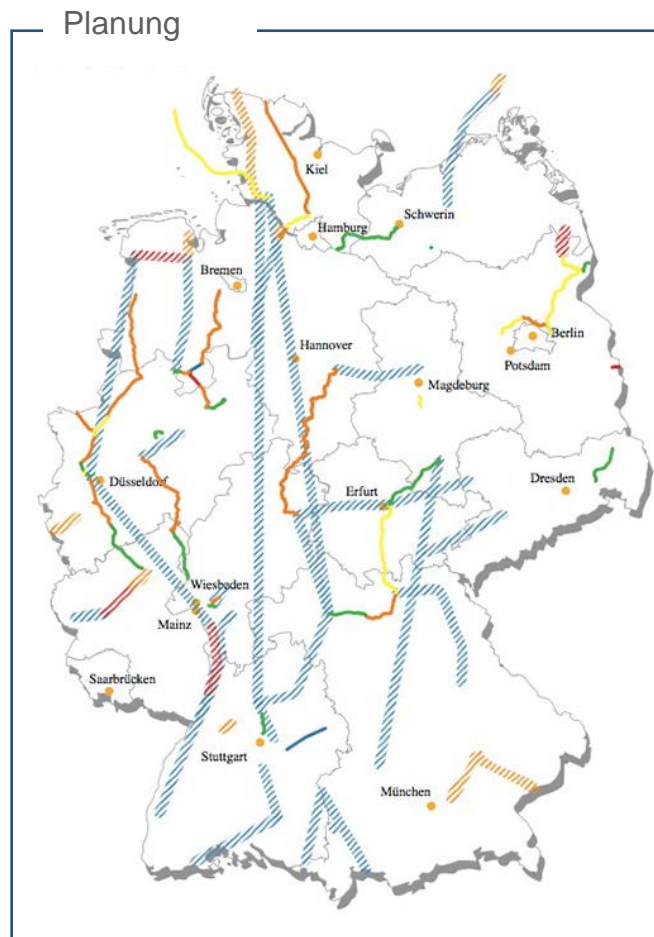 Planung
Kiel
Schwerin
Hamburg
Bremen
Berlin
Hannover
Potsdam
Magdeburg
Düsseldorf
Erfurt
Dresden
Wiesbaden
Mainz
Saarbrücken
Stuttgart
München